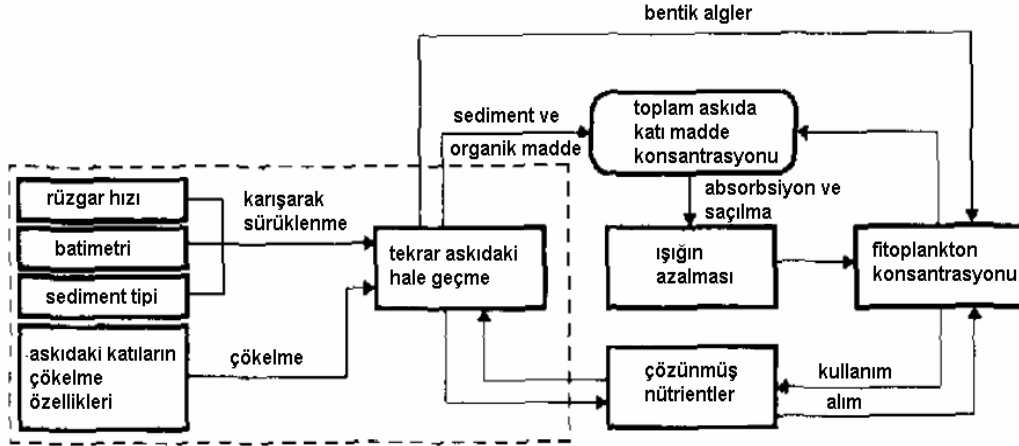 bentik algler
sediment ve
organik madde
toplam askıda
katı madde
konsantrasyonu
absorbsiyon ve
saçılma
rüzgar hızı
batimetri
sediment tipi
askıdaki katıların
çökelme
özellikleri
karışarak
sürüklenme
çökelme
tekrar askıdaki
hale geçme
ışığın
azalması
fitoplankton
konsantrasyonu
çözünmüş
nütrientler
kullanım
alım